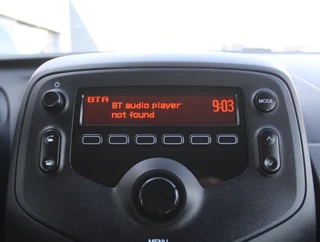 BTA
BT audio player
not found
9:03
MODE
MENU